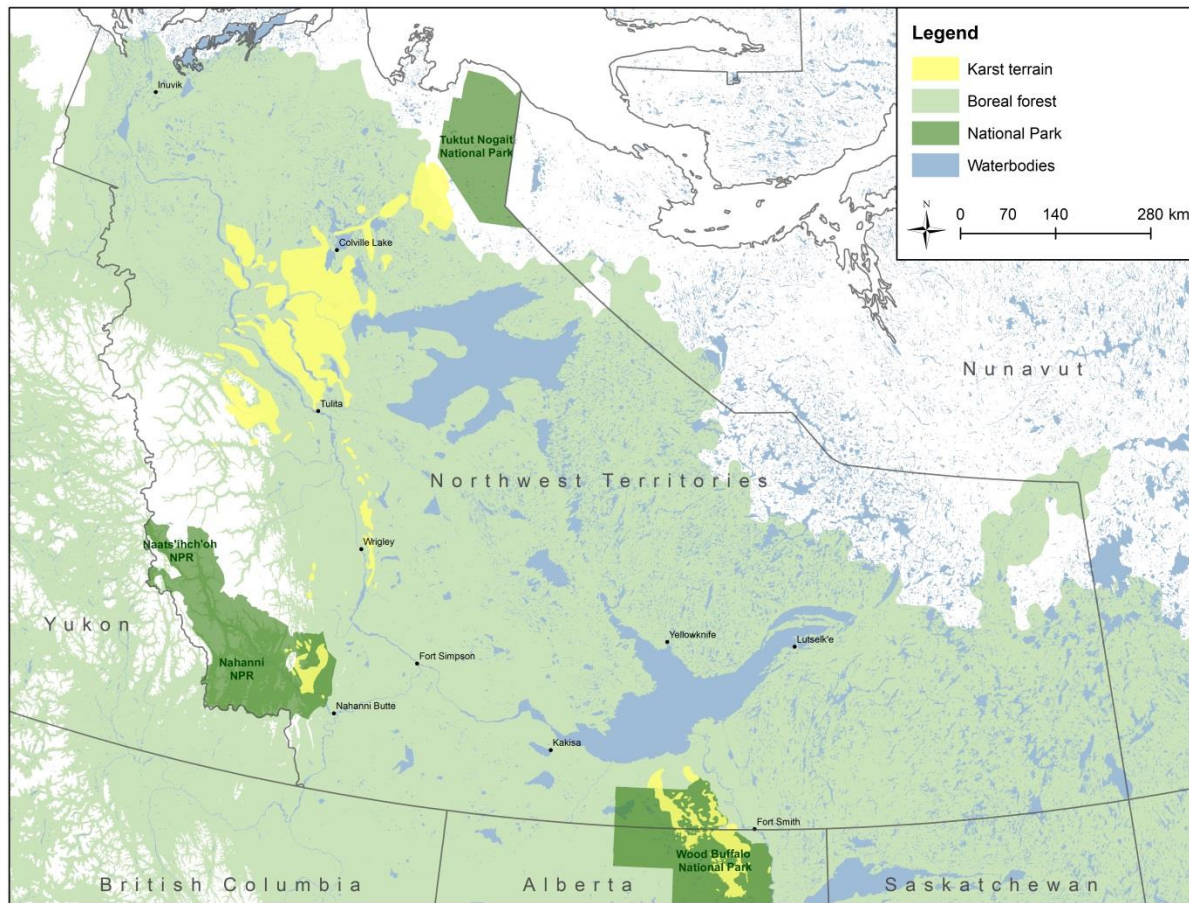 Legend
Karst terrain
Boreal forest
National Park
Waterbodies
N
0 70 140 280 km
Inuvik
Tuktut Nogait
National Park
Colville Lake
Nunavut
Tulita
Northwest Territories
Naats'ihch'oh
NPR
Wrigley
Yukon
Yellowknife
Lutselk'e
Nahanni
NPR
Fort Simpson
Nahanni Butte
Kakisa
Fort Smith
Wood Buffalo
National Park
British Columbia
Alberta
Saskatchewan